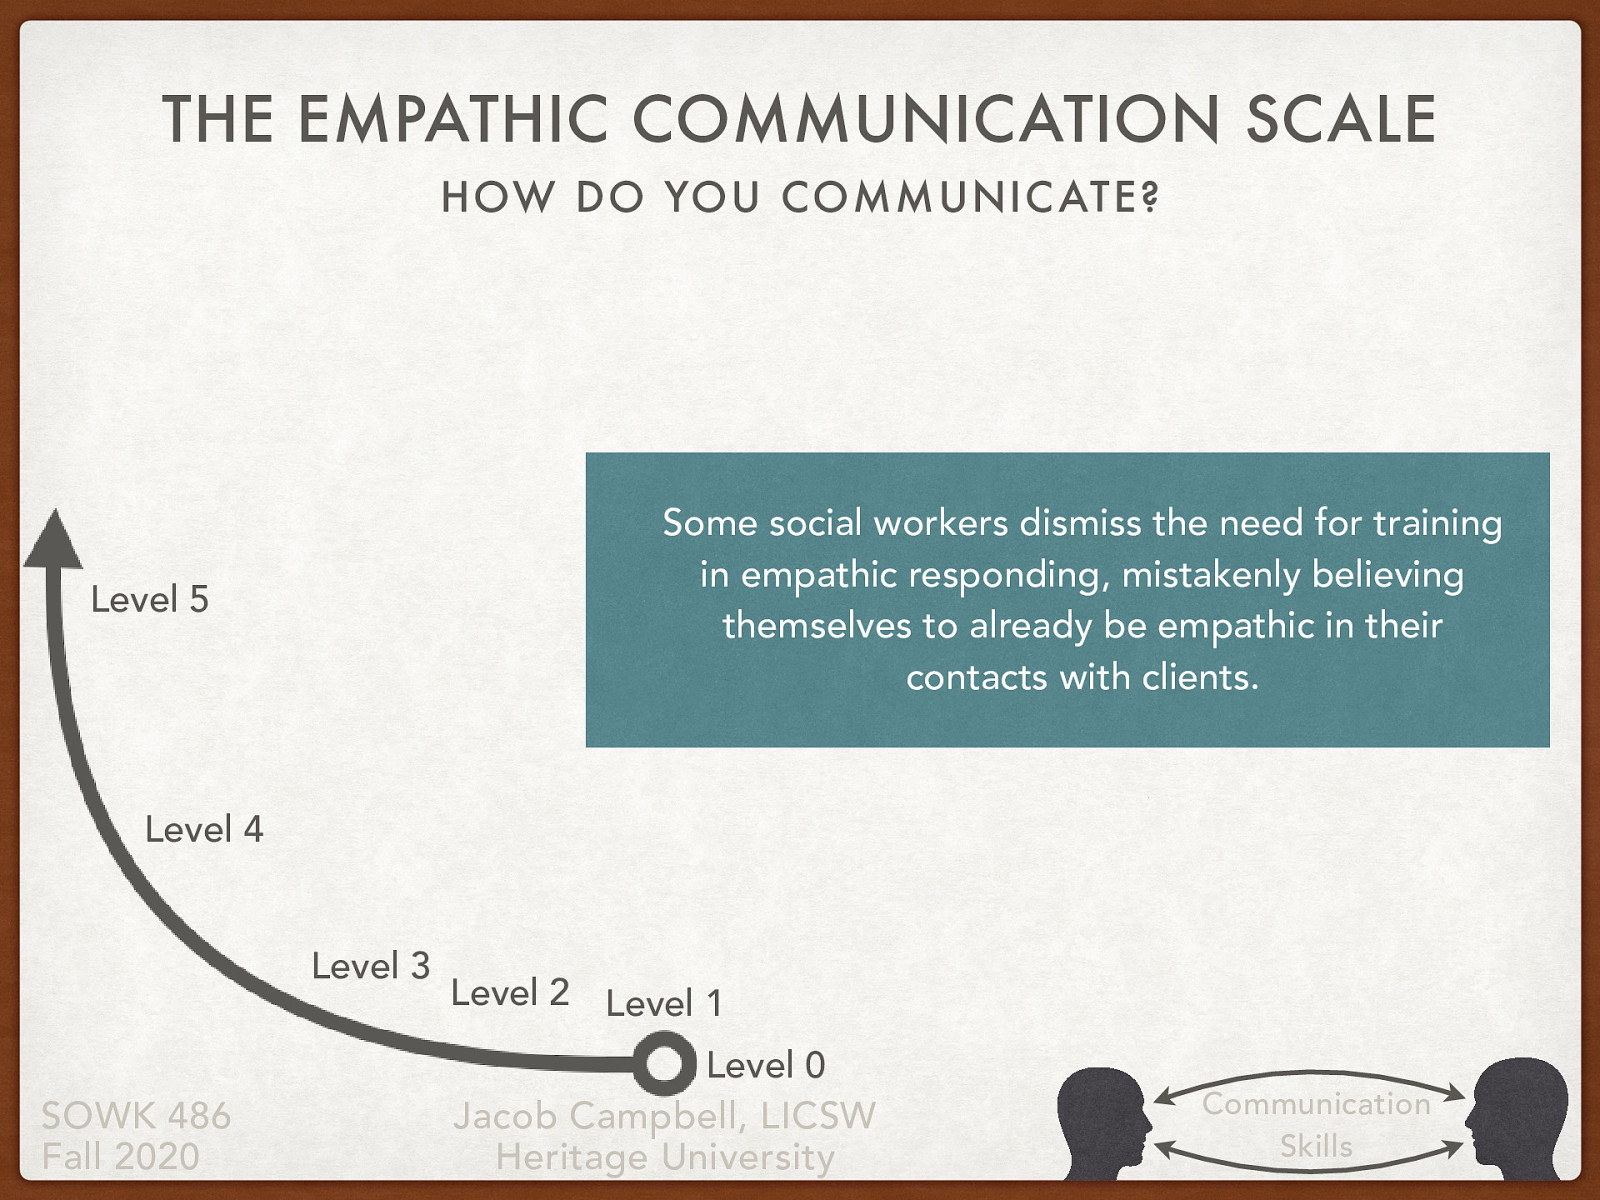 THE EMPATHIC COMMUNICATION SCALE
HOW DO YOU COMMUNICATE?
Some social workers dismiss the need for training
in empathic responding, mistakenly believing
themselves to already be empathic in their
contacts with clients.
Level 5
Level 4
Level 3
Level 2
Level 1
Level 0
SOWK 486
Fall 2020
Jacob Campbell, LICSW
Heritage University
Communication
Skills